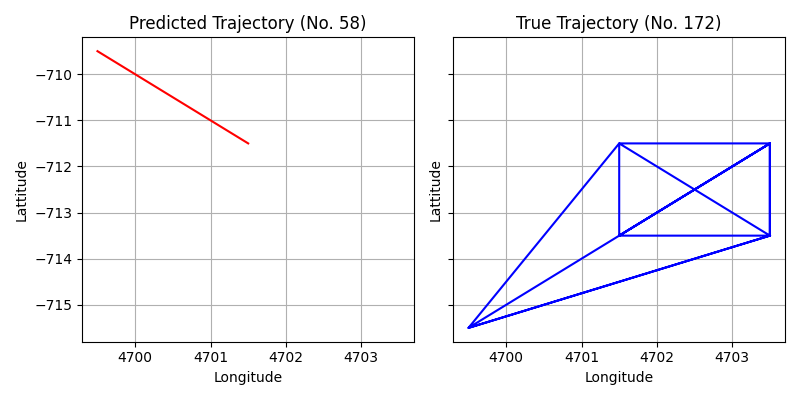 Predicted Trajectory (No. 58)
−710
−711
−712
−713
−714
−715
Lattitude
4700 4701 4702 4703
Longitude
True Trajectory (No. 172)
Lattitude
4700 4701 4702 4703
Longitude